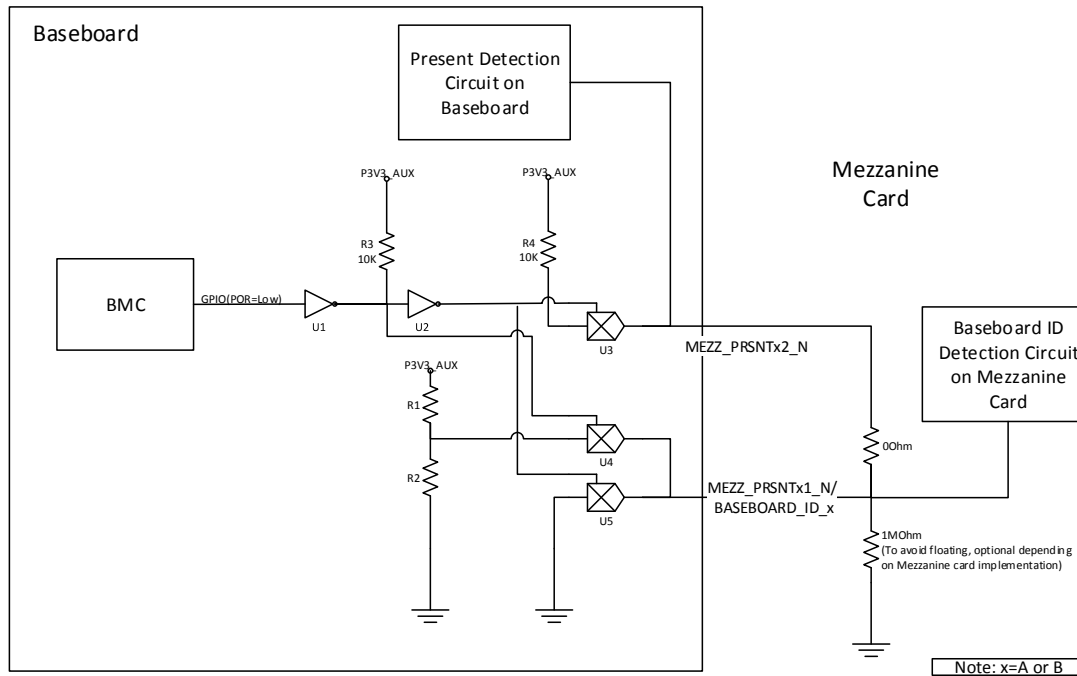 Baseboard
Present Detection
Circuit on
Baseboard
Mezzanine
Card
P3V3_AUX
P3V3_AUX
R3
10K
R4
10K
BMC
GPIO(POR=Low)
U1
U2
U3
MEZZ_PRSNTx2_N
Baseboard ID
Detection Circuit
on Mezzanine
Card
P3V3_AUX
R1
R2
U4
U5
0Ohm
MEZZ_PRSNTx1_N/
BASEBOARD_ID_x
1MOhm
(To avoid floating, optional depending
on Mezzanine card implementation)
Note: x=A or B